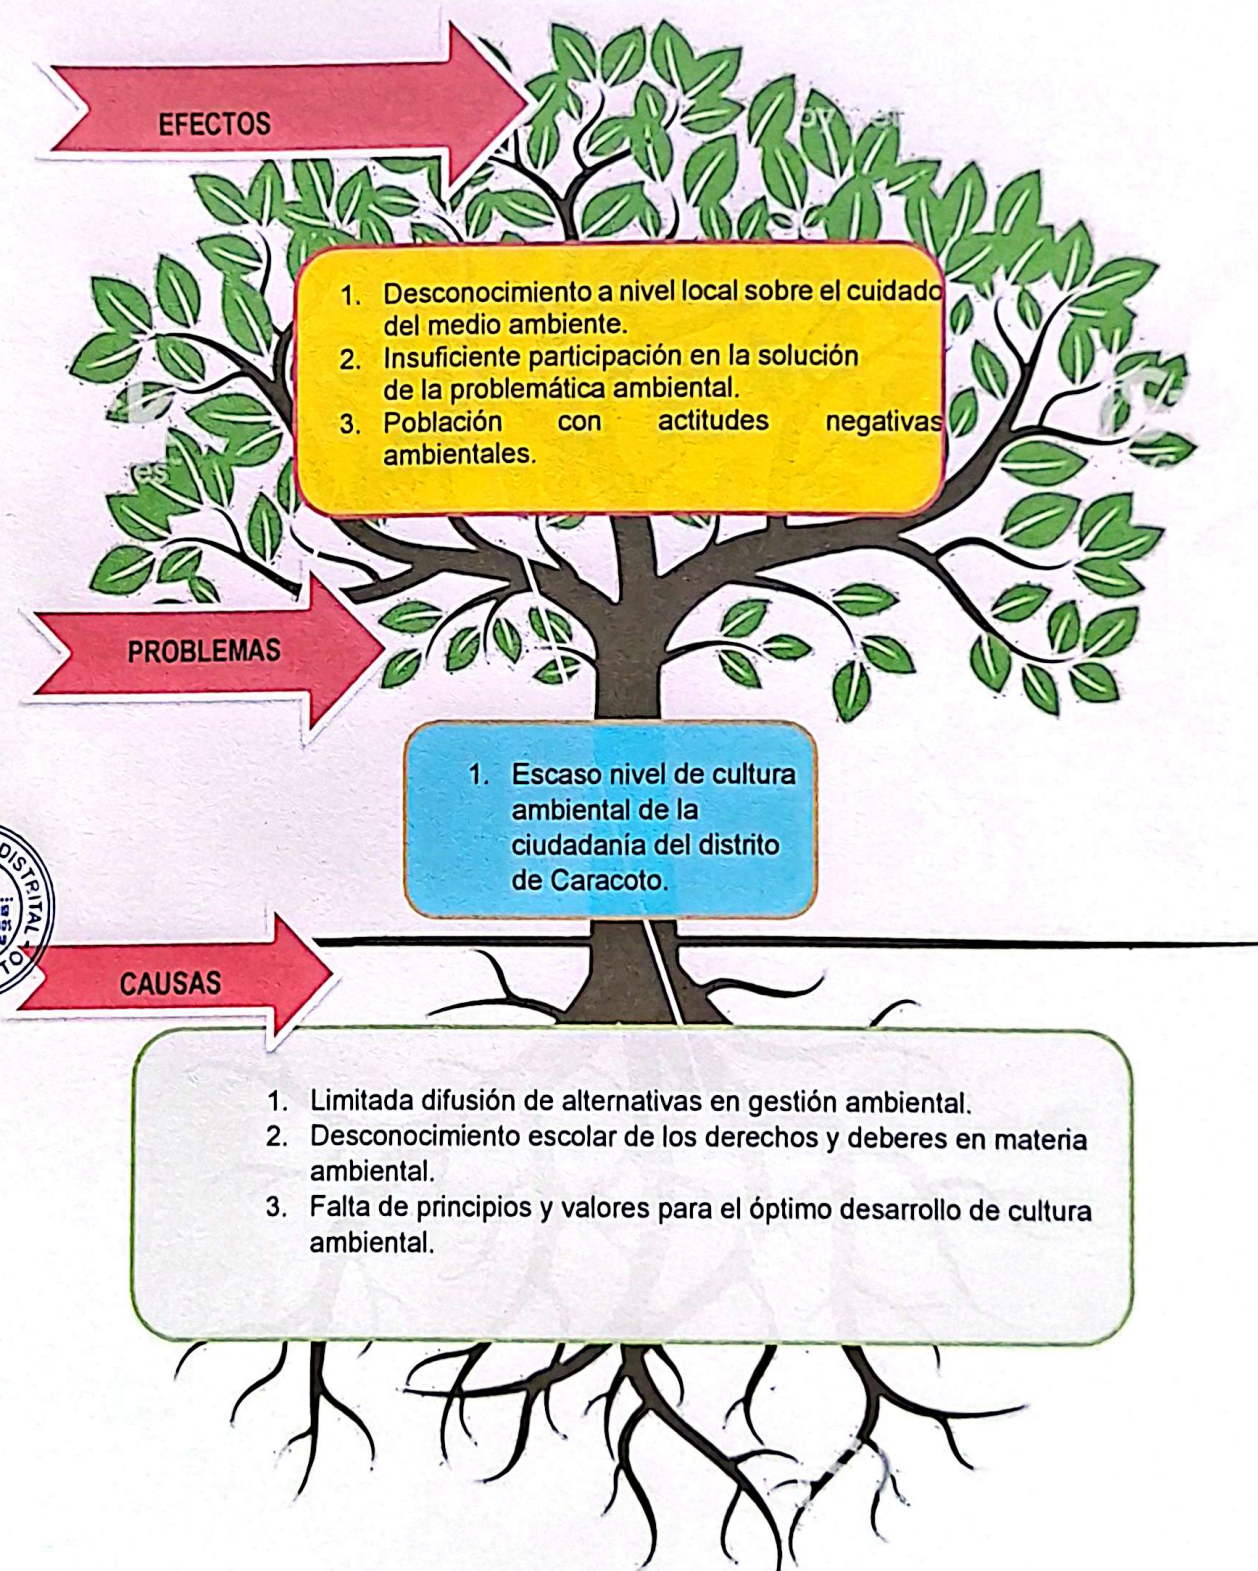 EFECTOS
1. Desconocimiento a nivel local sobre el cuidado
del medio ambiente.
2. Insuficiente participación en la solución
de la problemática ambiental.
3. Población con actitudes negativas
ambientales.
PROBLEMAS
1. Escaso nivel de cultura
ambiental de la
ciudadanía del distrito
de Caracoto.
DISTRITAL
CAUSAS
1. Limitada difusión de alternativas en gestión ambiental.
2. Desconocimiento escolar de los derechos y deberes en materia
ambiental.
3. Falta de principios y valores para el óptimo desarrollo de cultura
ambiental.